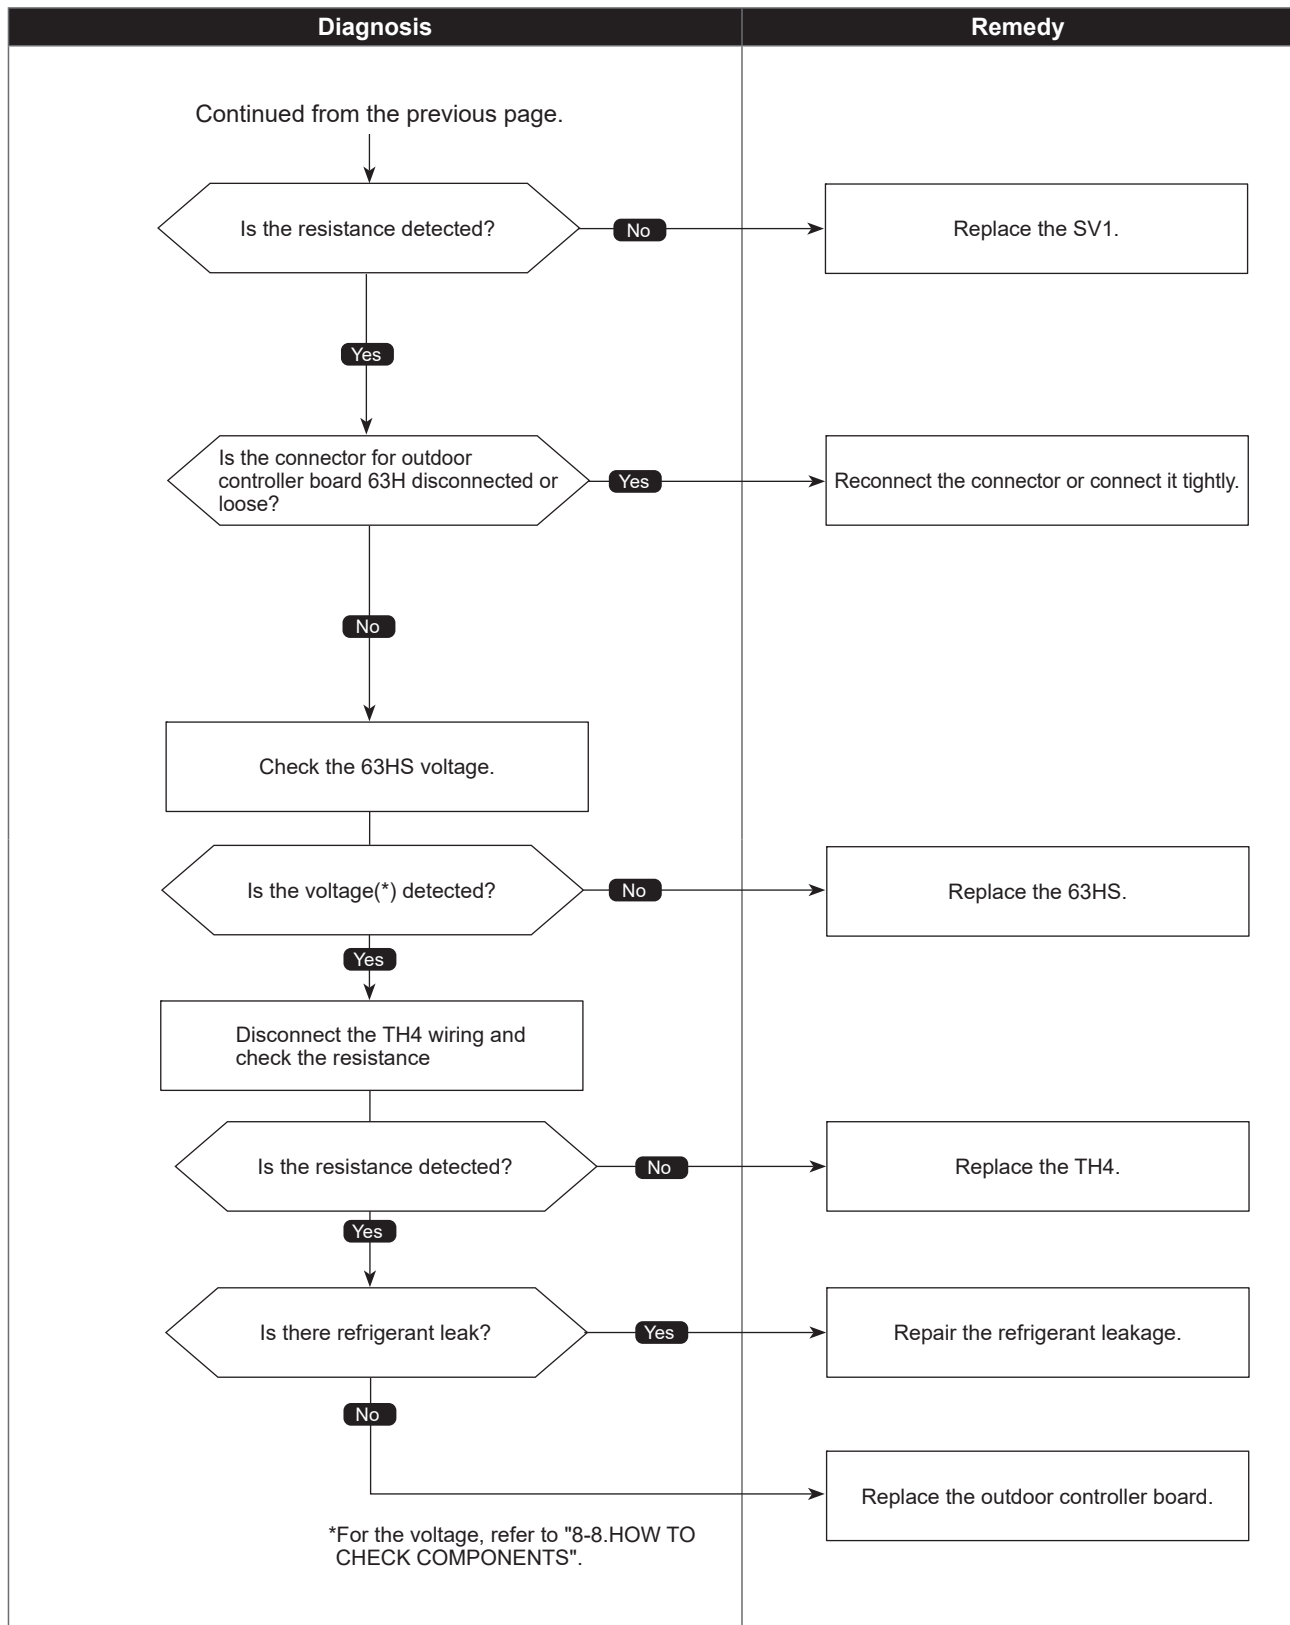 Diagnosis
Remedy
Continued from the previous page.
Is the resistance detected?
No
Replace the SV1.
Yes
Is the connector for outdoor
controller board 63H disconnected or
loose?
Yes
Reconnect the connector or connect it tightly.
No
Check the 63HS voltage.
Is the voltage(*) detected?
No
Replace the 63HS.
Yes
Disconnect the TH4 wiring and
check the resistance
Is the resistance detected?
No
Replace the TH4.
Yes
Is there refrigerant leak?
Yes
Repair the refrigerant leakage.
No
Replace the outdoor controller board.
*For the voltage, refer to "8-8.HOW TO
CHECK COMPONENTS".